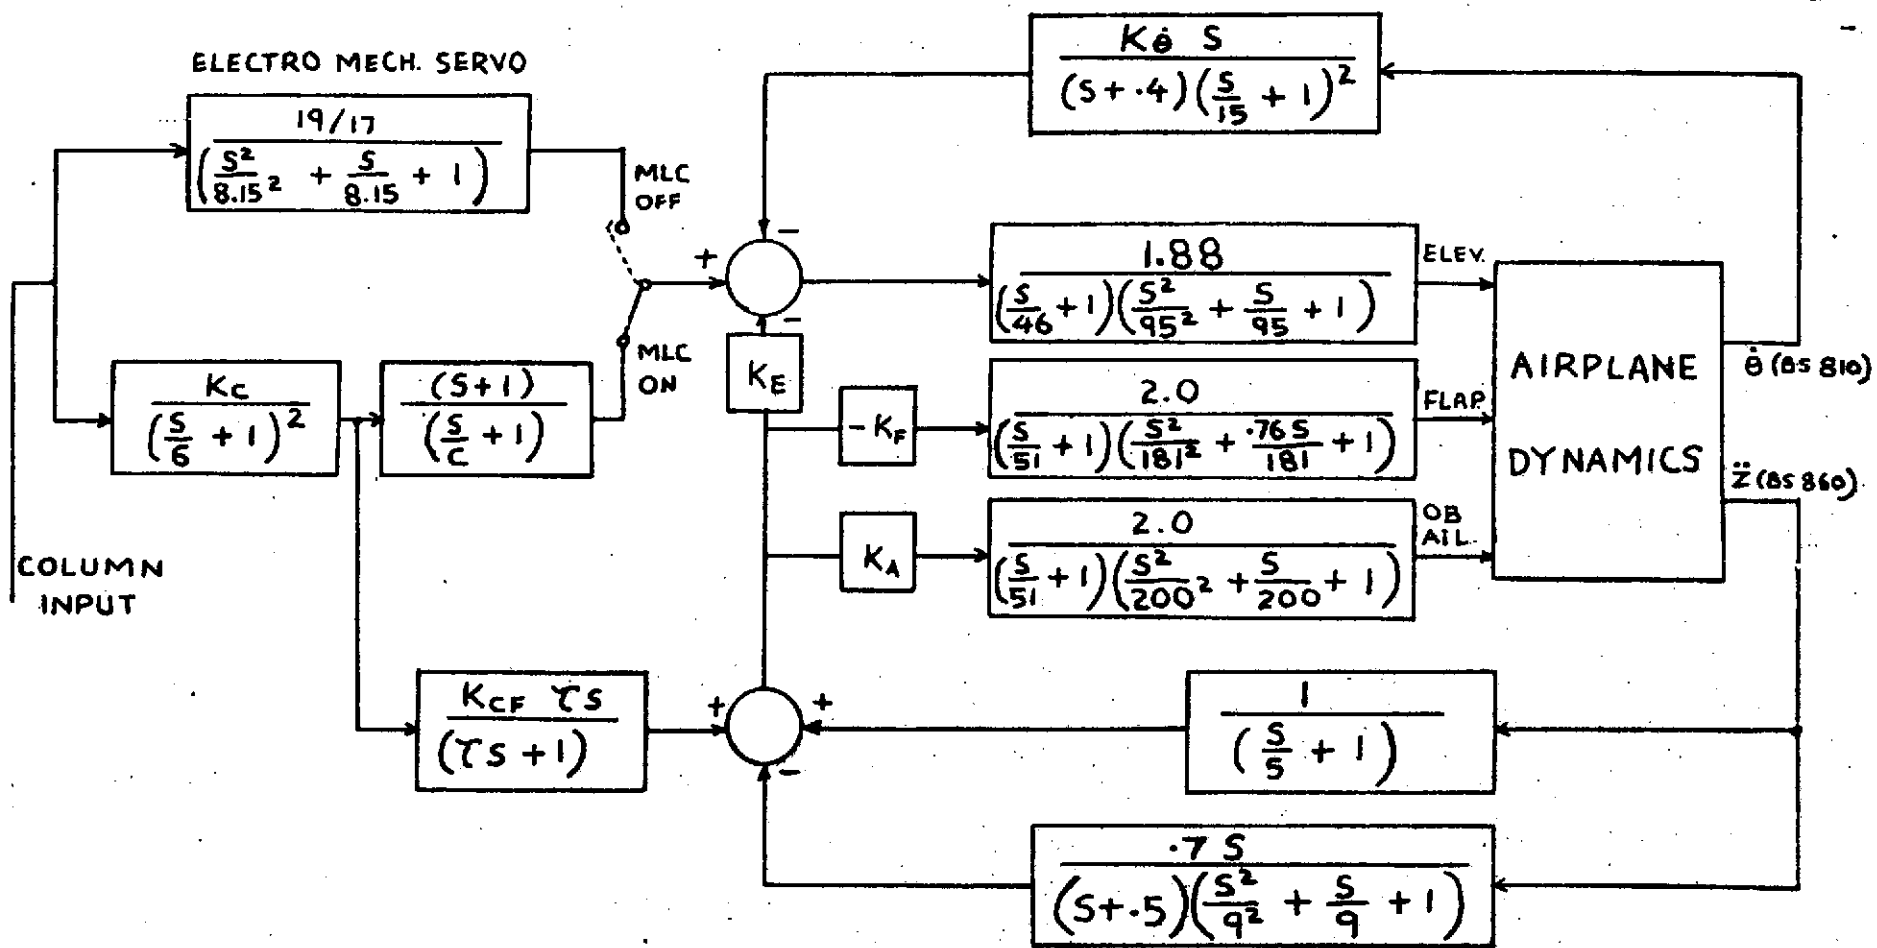 ELECTRO MECH. SERVO
19/17
(S²/8.15² + S/8.15 + 1)
MLC
OFF
Kθ̇ S
(S+.4)(S/15 + 1)²
+
-
-
1.88
(S/46 + 1)(S²/95² + S/95 + 1)
ELEV.
Kc
(S/6 + 1)²
(S+1)
(S/C + 1)
MLC
ON
KE
-KF
2.0
(S/51 + 1)(S²/181² + .76S/181 + 1)
FLAP.
KA
2.0
(S/51 + 1)(S²/200² + S/200 + 1)
OB
AIL.
AIRPLANE
DYNAMICS
θ̇ (BS 810)
z̈ (BS 860)
COLUMN
INPUT
KCF τS
(τS + 1)
+
+
-
1
(S/5 + 1)
.7 S
(S+.5)(S²/9² + S/9 + 1)